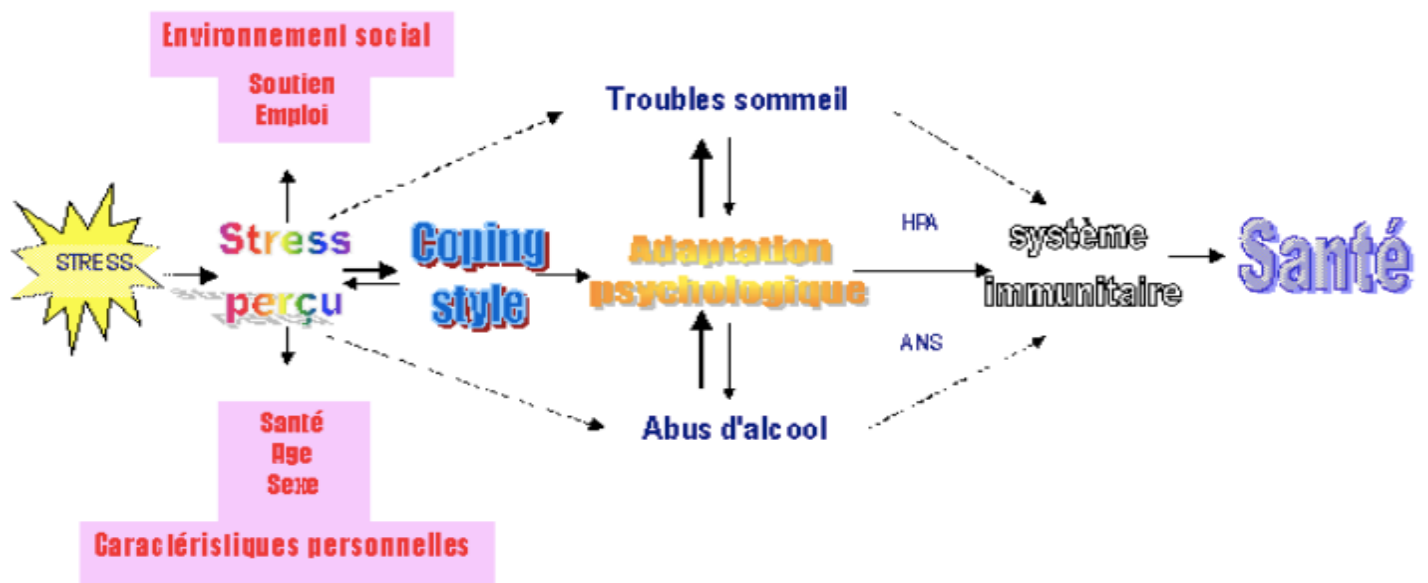 Environnement social
Soutien
Emploi
Troubles sommeil
STRESS
Stress
perçu
Coping
style
Adaptation
psychologique
HPA
ANS
système
immunitaire
Santé
Abus d'alcool
Santé
Age
Sexe
Caractéristiques personnelles